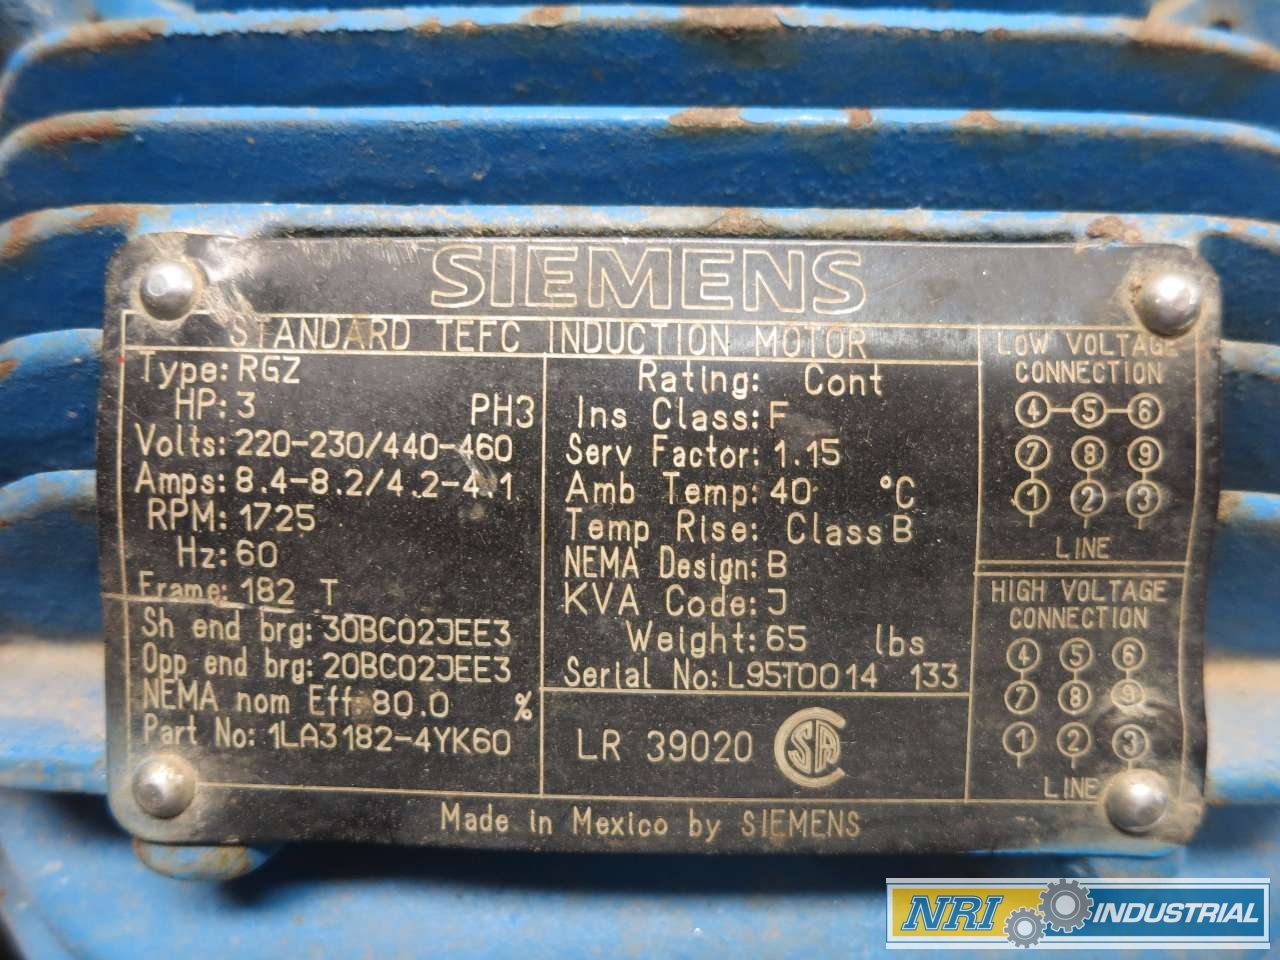 SIEMENS
STANDARD TEFC INDUCTION MOTOR
Type: RGZ
HP: 3 PH3
Volts: 220-230/440-460
Amps: 8.4-8.2/4.2-4.1
RPM: 1725
Hz: 60
Frame: 182 T
Sh end brg: 30BC02JEE3
Opp end brg: 20BC02JEE3
NEMA nom Eff: 80.0 %
Part No: 1LA3182-4YK60
Rating: Cont
Ins Class: F
Serv Factor: 1.15
Amb Temp: 40 °C
Temp Rise: Class B
NEMA Design: B
KVA Code: J
Weight: 65 lbs
Serial No: L95T0014 133
LR 39020 CSA
LOW VOLTAGE
CONNECTION
4 5 6
7 8 9
1 2 3
LINE
HIGH VOLTAGE
CONNECTION
4 5 6
7 8 9
1 2 3
LINE
Made in Mexico by SIEMENS
NRI INDUSTRIAL